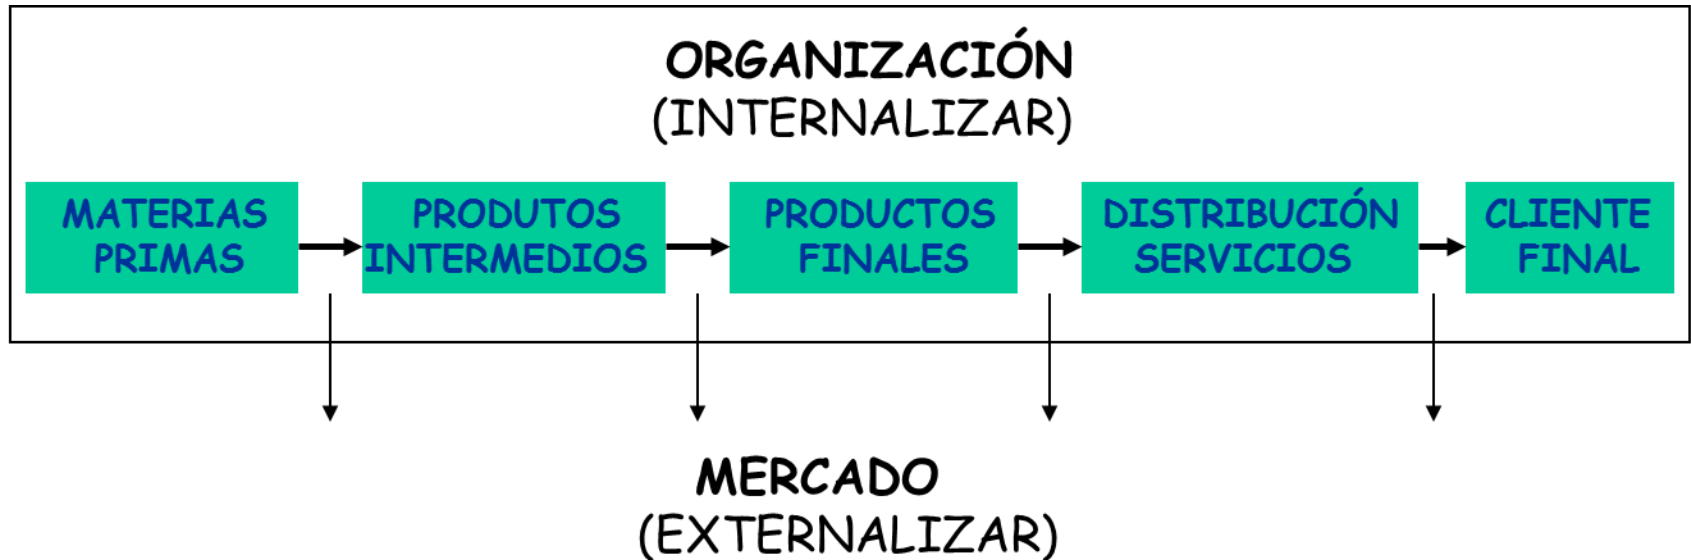 ORGANIZACIÓN
(INTERNALIZAR)
MATERIAS
PRIMAS
PRODUTOS
INTERMEDIOS
PRODUCTOS
FINALES
DISTRIBUCIÓN
SERVICIOS
CLIENTE
FINAL
MERCADO
(EXTERNALIZAR)